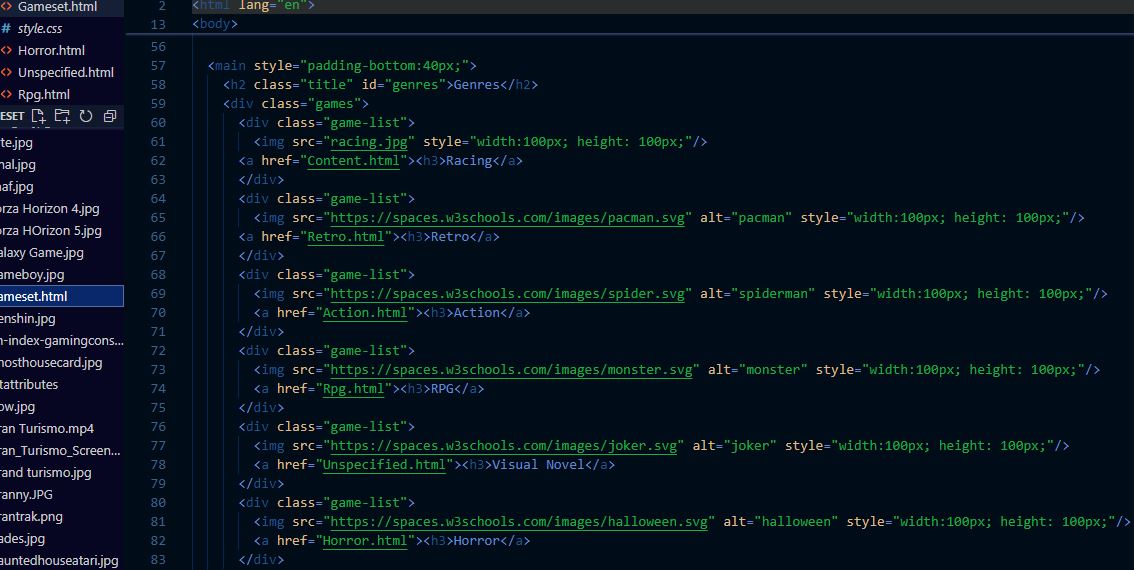 Gameset.html
# style.css
Horror.html
Unspecified.html
Rpg.html
ESET
te.jpg
nal.jpg
af.jpg
orza Horizon 4.jpg
rza HOrizon 5.jpg
alaxy Game.jpg
ameboy.jpg
ameset.html
enshin.jpg
n-index-gamingcons...
hosthousecard.jpg
tattributes
ow.jpg
ran Turismo.mp4
ran_Turismo_Screen...
rand turismo.jpg
ranny.JPG
rantrak.png
ades.jpg
auntedhouseatari.jpg
2 <html lang="en">
13 <body>
56
57 <main style="padding-bottom:40px;">
58 <h2 class="title" id="genres">Genres</h2>
59 <div class="games">
60 <div class="game-list">
61 <img src="racing.jpg" style="width:100px; height: 100px;"/>
62 <a href="Content.html"><h3>Racing</a>
63 </div>
64 <div class="game-list">
65 <img src="https://spaces.w3schools.com/images/pacman.svg" alt="pacman" style="width:100px; height: 100px;"/>
66 <a href="Retro.html"><h3>Retro</a>
67 </div>
68 <div class="game-list">
69 <img src="https://spaces.w3schools.com/images/spider.svg" alt="spiderman" style="width:100px; height: 100px;"/>
70 <a href="Action.html"><h3>Action</a>
71 </div>
72 <div class="game-list">
73 <img src="https://spaces.w3schools.com/images/monster.svg" alt="monster" style="width:100px; height: 100px;"/>
74 <a href="Rpg.html"><h3>RPG</a>
75 </div>
76 <div class="game-list">
77 <img src="https://spaces.w3schools.com/images/joker.svg" alt="joker" style="width:100px; height: 100px;"/>
78 <a href="Unspecified.html"><h3>Visual Novel</a>
79 </div>
80 <div class="game-list">
81 <img src="https://spaces.w3schools.com/images/halloween.svg" alt="halloween" style="width:100px; height: 100px;"/>
82 <a href="Horror.html"><h3>Horror</a>
83 </div>